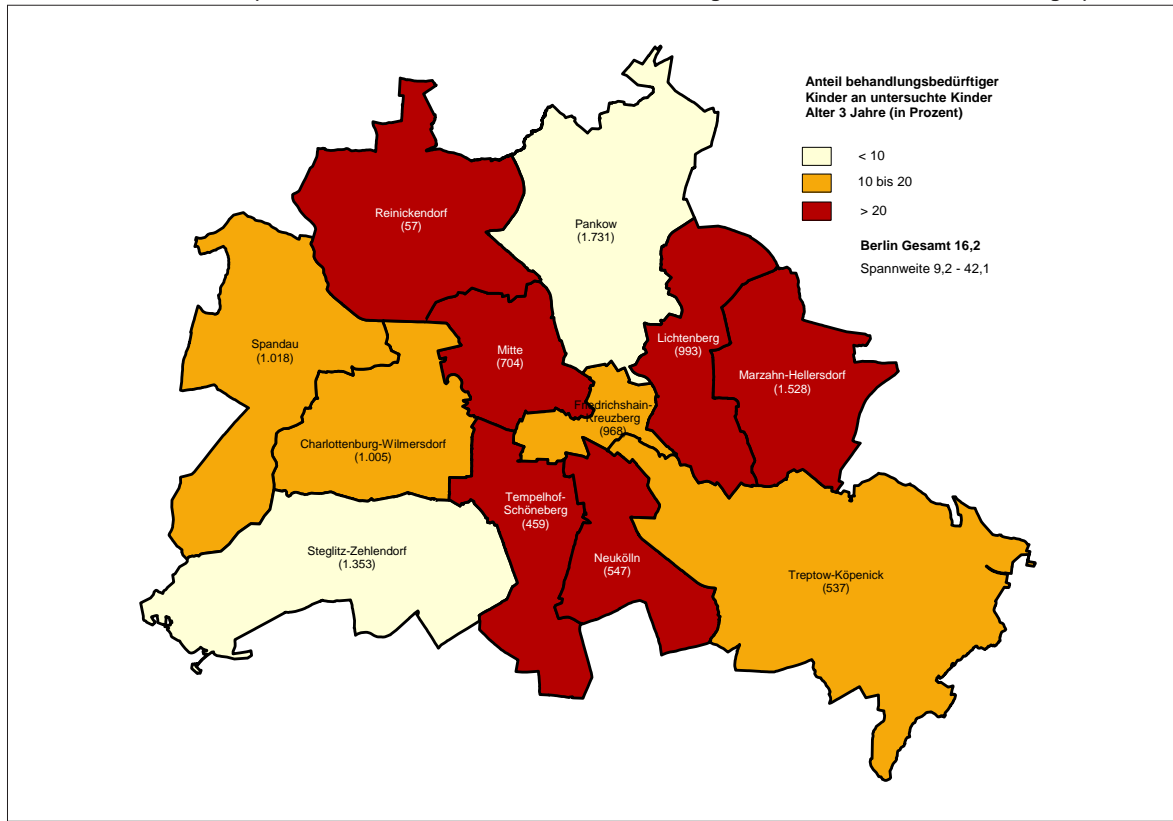 Anteil behandlungsbedürftiger
Kinder an untersuchte Kinder
Alter 3 Jahre (in Prozent)
< 10
10 bis 20
> 20
Berlin Gesamt 16,2
Spannweite 9,2 - 42,1
Reinickendorf
(57)
Pankow
(1.731)
Spandau
(1.018)
Mitte
(704)
Lichtenberg
(993)
Marzahn-Hellersdorf
(1.528)
Friedrichshain-
Kreuzberg
(968)
Charlottenburg-Wilmersdorf
(1.005)
Tempelhof-
Schöneberg
(459)
Steglitz-Zehlendorf
(1.353)
Neukölln
(547)
Treptow-Köpenick
(537)